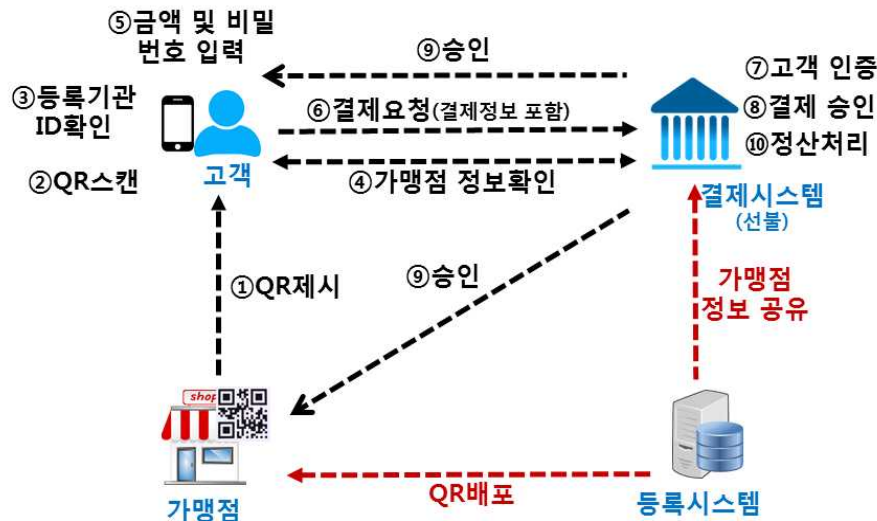 ⑤금액 및 비밀
번호 입력
⑨승인
⑦고객 인증
③등록기관
ID확인
⑥결제요청(결제정보 포함)
⑧결제 승인
⑩정산처리
②QR스캔
고객
④가맹점 정보확인
결제시스템
(선불)
①QR제시
⑨승인
가맹점
정보 공유
shop
QR배포
가맹점
등록시스템